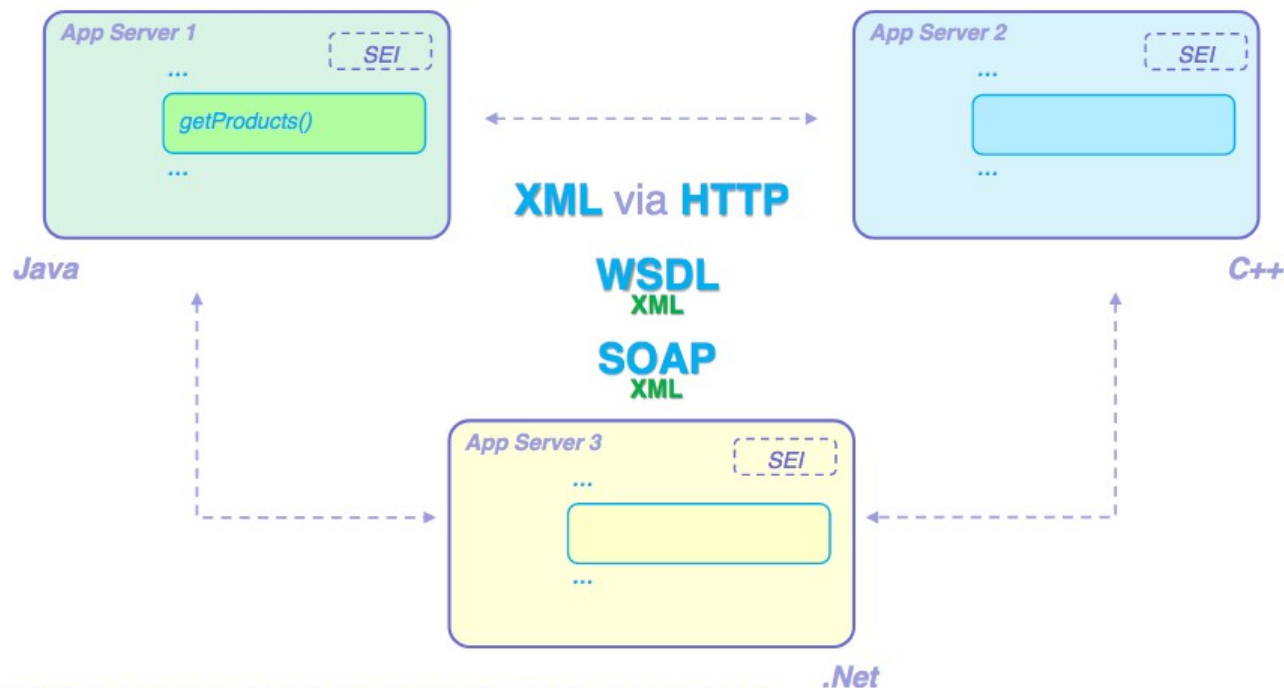 App Server 1
SEI
...
getProducts()
...
Java
App Server 2
SEI
...
...
C++
XML via HTTP
WSDL
XML
SOAP
XML
App Server 3
SEI
...
...
.Net